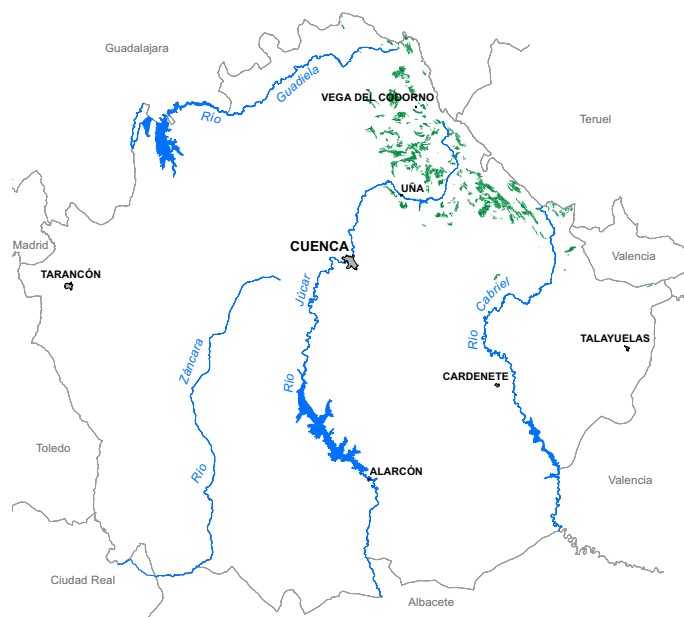 Guadalajara
Río Guadiela
VEGA DEL CODORNO
Teruel
UÑA
Madrid
CUENCA
Valencia
TARANCÓN
Júcar
Río
Río Cabriel
TALAYUELAS
Záncara
Río
CARDENETE
Toledo
ALARCÓN
Valencia
Ciudad Real
Albacete